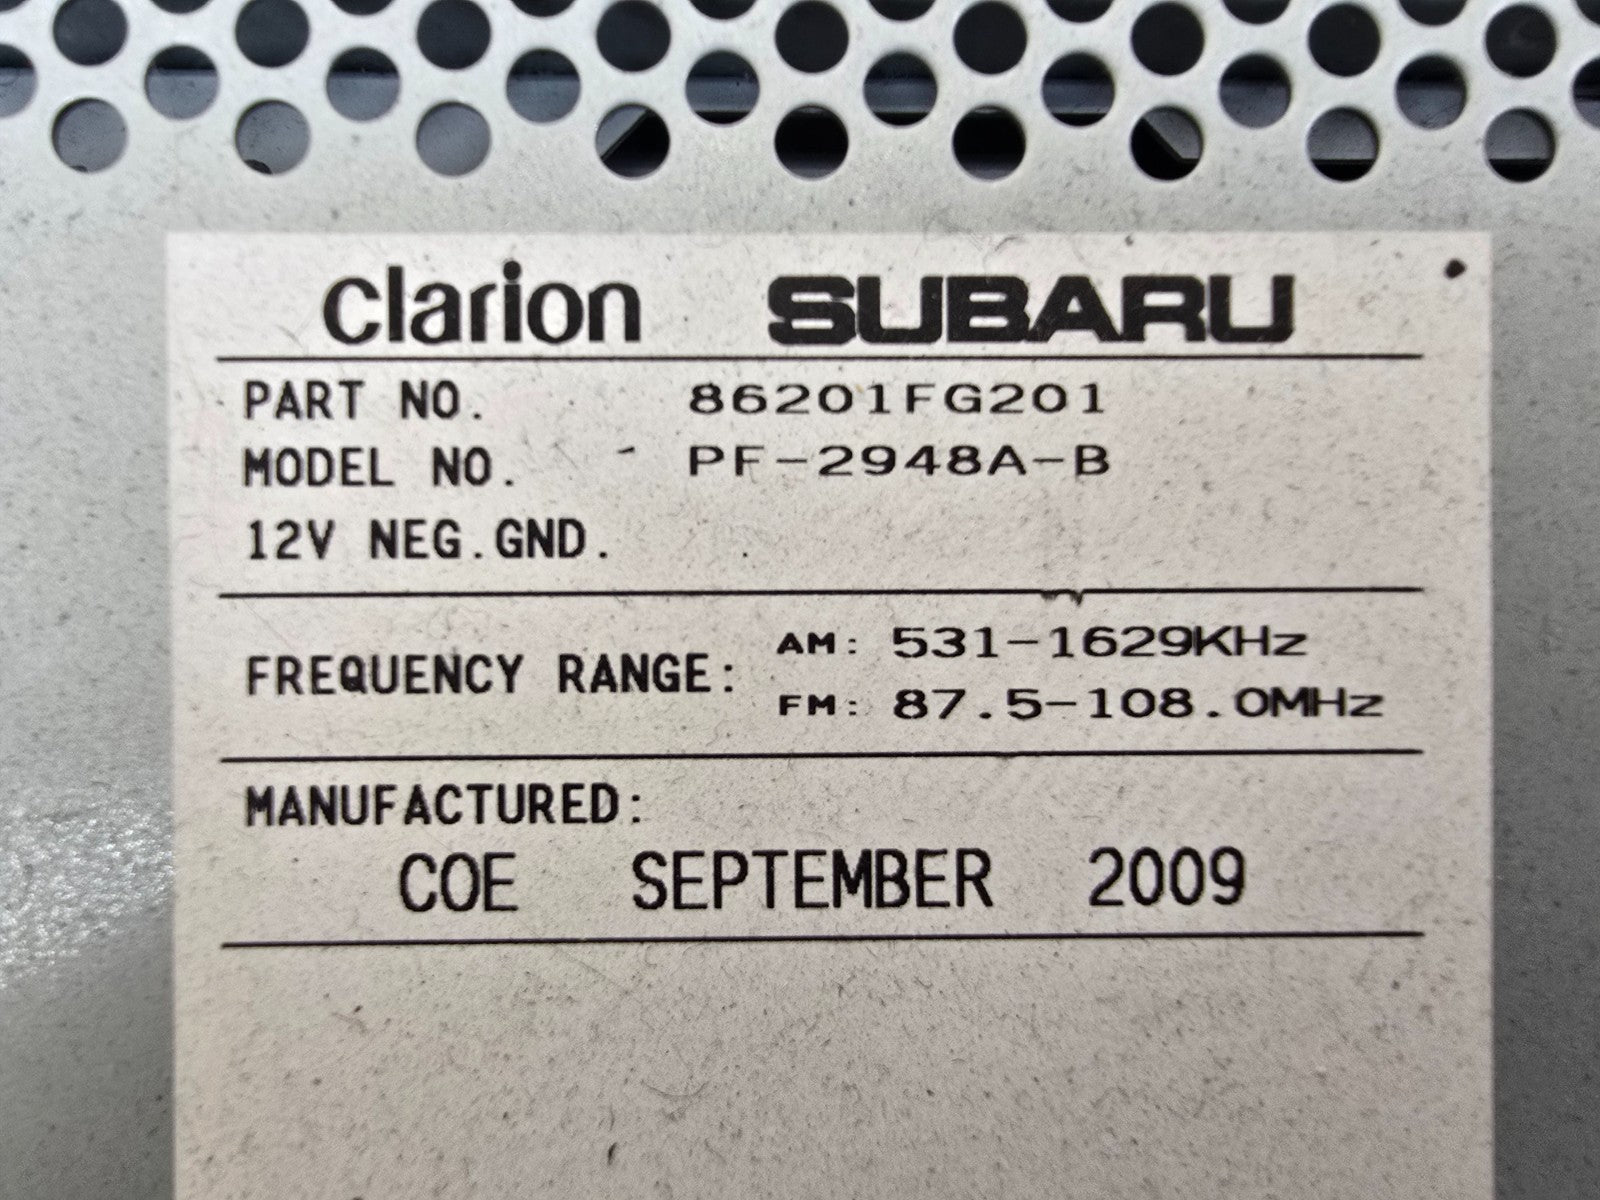 clarion SUBARU
PART NO. 86201FG201
MODEL NO. PF-2948A-B
12V NEG.GND.
FREQUENCY RANGE: AM: 531-1629KHz
FM: 87.5-108.0MHz
MANUFACTURED:
COE SEPTEMBER 2009